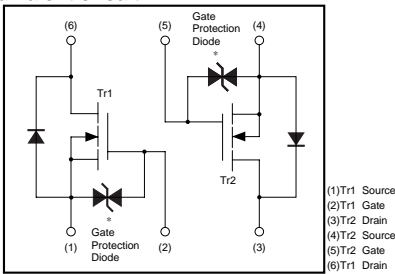 (6)
(5)
Gate
Protection
Diode
(4)
*
Tr1
Tr2
*
(1)
Gate
Protection
Diode
(2)
(3)
(1)Tr1 Source
(2)Tr1 Gate
(3)Tr2 Drain
(4)Tr2 Source
(5)Tr2 Gate
(6)Tr1 Drain